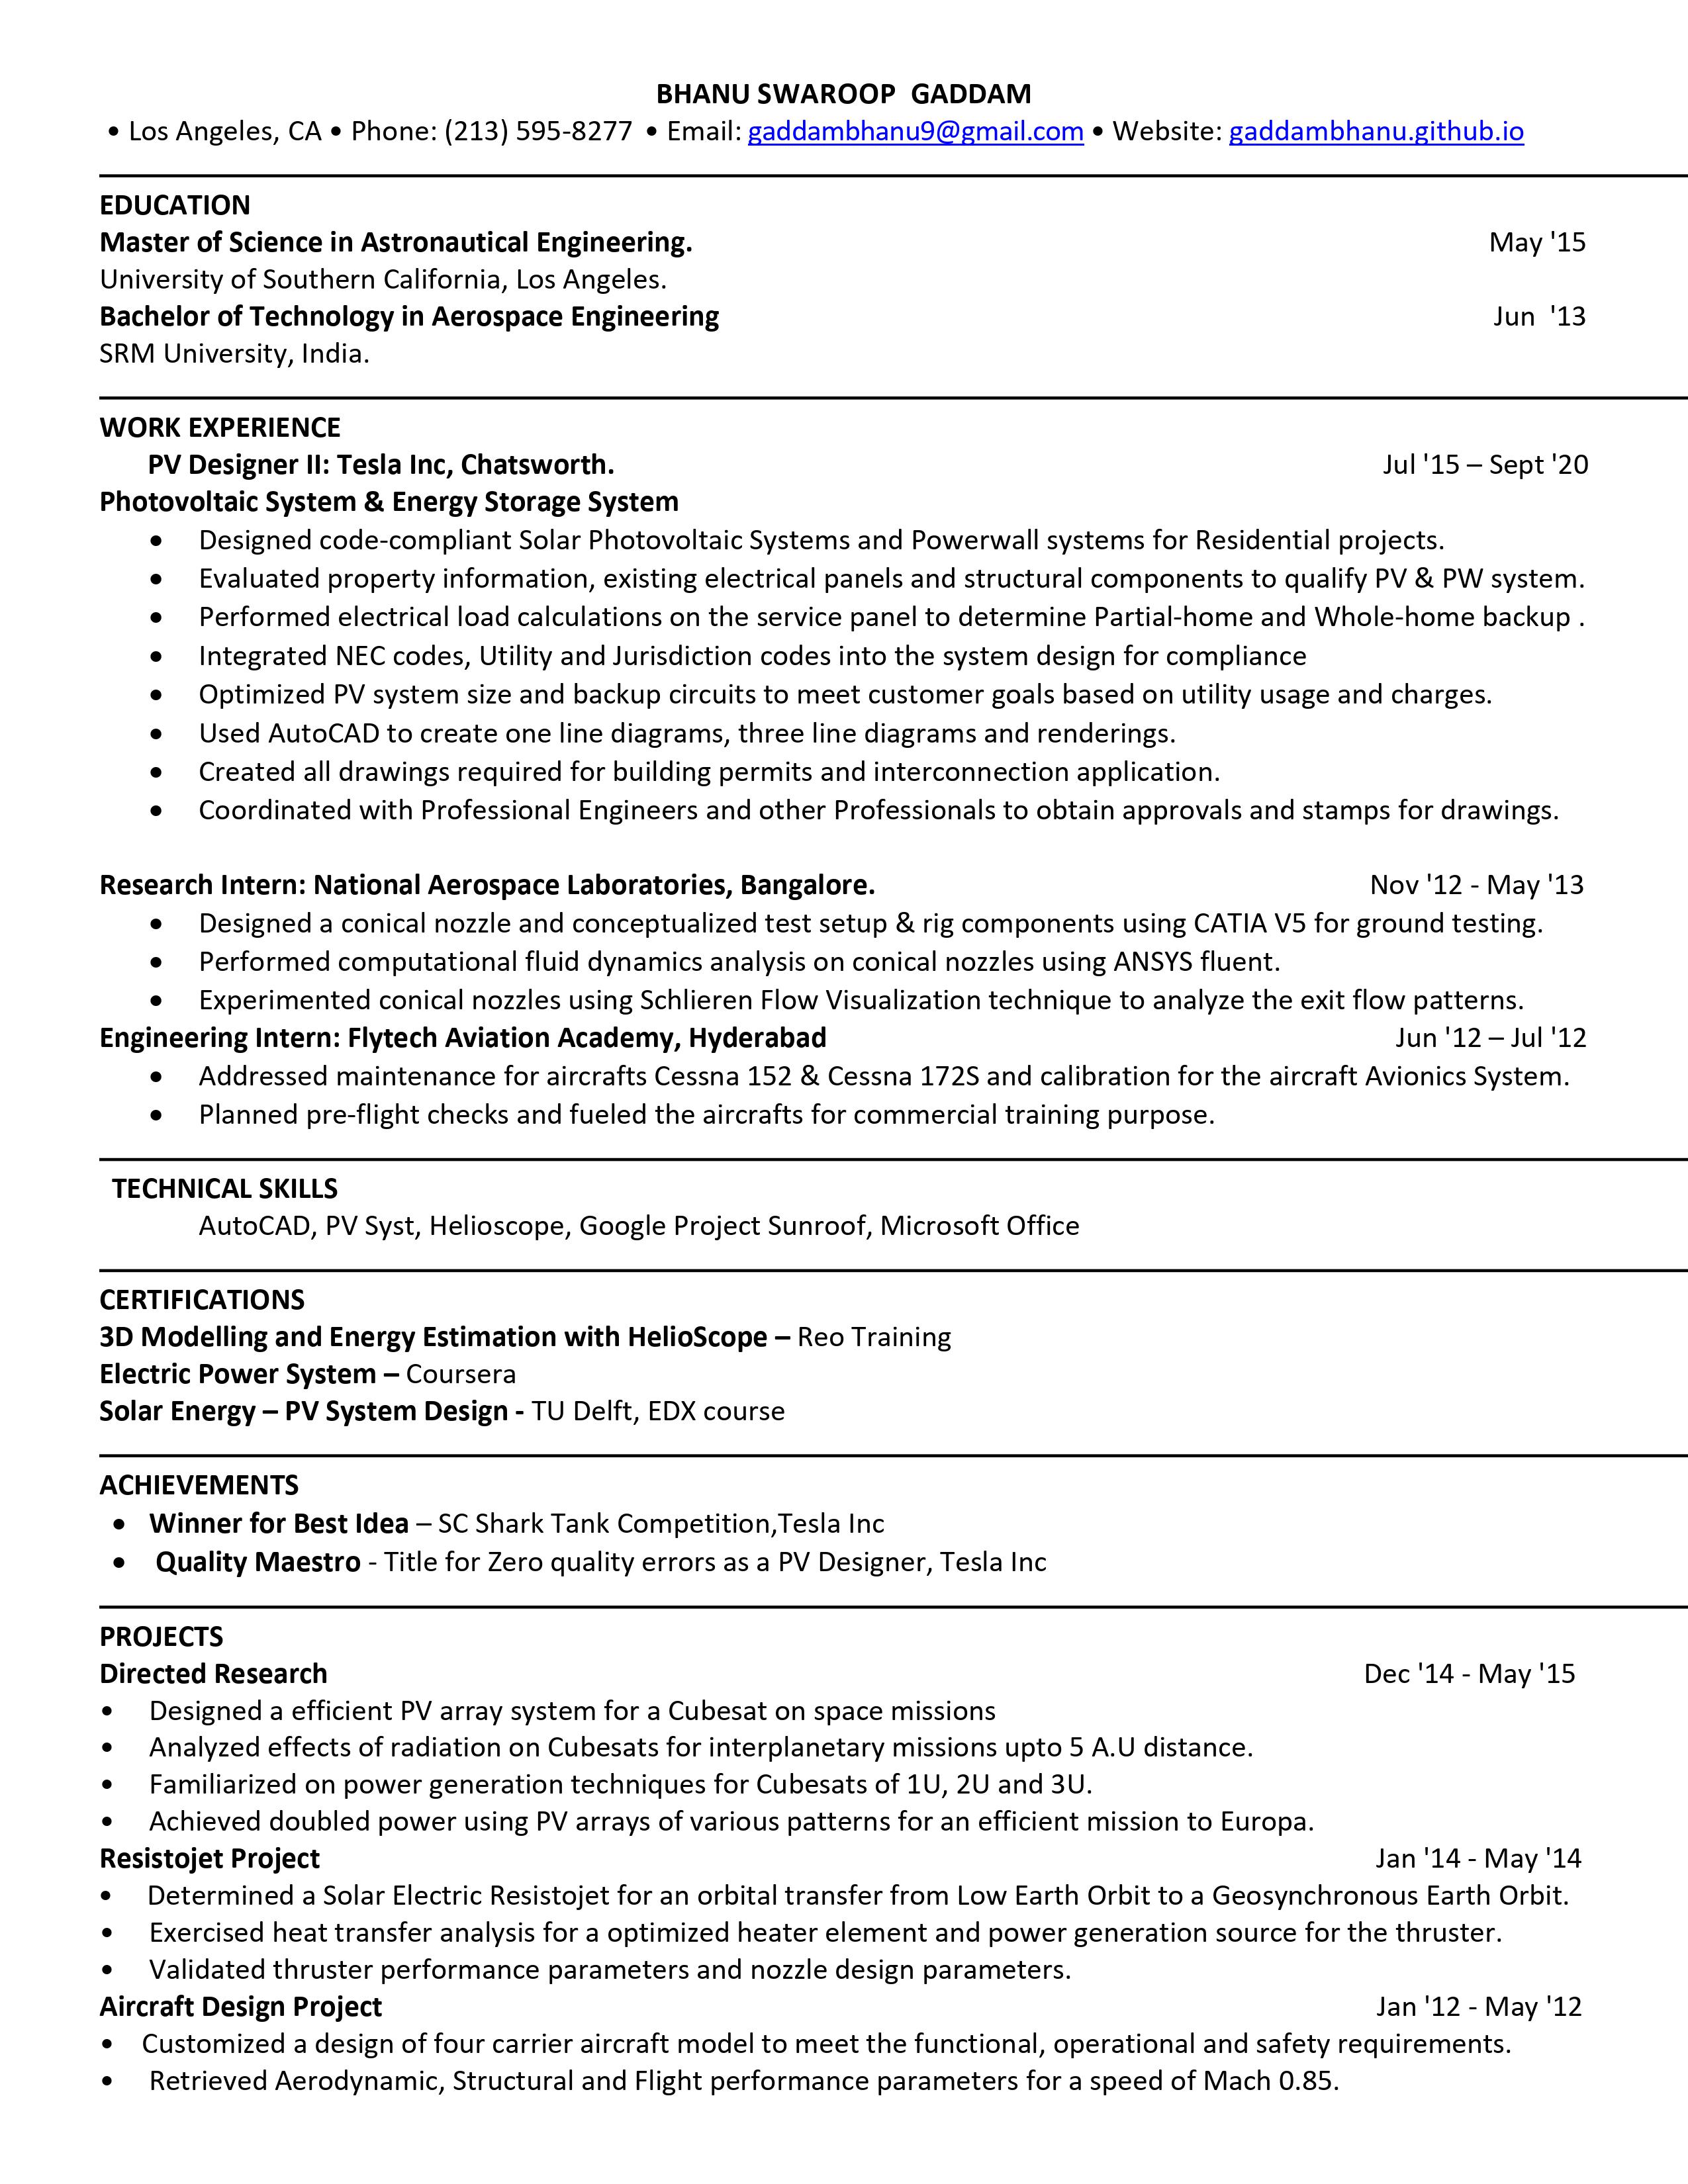 BHANU SWAROOP GADDAM
• Los Angeles, CA • Phone: (213) 595-8277 • Email: gaddambhanu9@gmail.com • Website: gaddambhanu.github.io
EDUCATION
Master of Science in Astronautical Engineering. May '15
University of Southern California, Los Angeles.
Bachelor of Technology in Aerospace Engineering Jun '13
SRM University, India.
WORK EXPERIENCE
PV Designer II: Tesla Inc, Chatsworth. Jul '15 – Sept '20
Photovoltaic System & Energy Storage System
• Designed code-compliant Solar Photovoltaic Systems and Powerwall systems for Residential projects.
• Evaluated property information, existing electrical panels and structural components to qualify PV & PW system.
• Performed electrical load calculations on the service panel to determine Partial-home and Whole-home backup .
• Integrated NEC codes, Utility and Jurisdiction codes into the system design for compliance
• Optimized PV system size and backup circuits to meet customer goals based on utility usage and charges.
• Used AutoCAD to create one line diagrams, three line diagrams and renderings.
• Created all drawings required for building permits and interconnection application.
• Coordinated with Professional Engineers and other Professionals to obtain approvals and stamps for drawings.
Research Intern: National Aerospace Laboratories, Bangalore. Nov '12 - May '13
• Designed a conical nozzle and conceptualized test setup & rig components using CATIA V5 for ground testing.
• Performed computational fluid dynamics analysis on conical nozzles using ANSYS fluent.
• Experimented conical nozzles using Schlieren Flow Visualization technique to analyze the exit flow patterns.
Engineering Intern: Flytech Aviation Academy, Hyderabad Jun '12 – Jul '12
• Addressed maintenance for aircrafts Cessna 152 & Cessna 172S and calibration for the aircraft Avionics System.
• Planned pre-flight checks and fueled the aircrafts for commercial training purpose.
TECHNICAL SKILLS
AutoCAD, PV Syst, Helioscope, Google Project Sunroof, Microsoft Office
CERTIFICATIONS
3D Modelling and Energy Estimation with HelioScope – Reo Training
Electric Power System – Coursera
Solar Energy – PV System Design - TU Delft, EDX course
ACHIEVEMENTS
• Winner for Best Idea – SC Shark Tank Competition,Tesla Inc
• Quality Maestro - Title for Zero quality errors as a PV Designer, Tesla Inc
PROJECTS
Directed Research Dec '14 - May '15
• Designed a efficient PV array system for a Cubesat on space missions
• Analyzed effects of radiation on Cubesats for interplanetary missions upto 5 A.U distance.
• Familiarized on power generation techniques for Cubesats of 1U, 2U and 3U.
• Achieved doubled power using PV arrays of various patterns for an efficient mission to Europa.
Resistojet Project Jan '14 - May '14
• Determined a Solar Electric Resistojet for an orbital transfer from Low Earth Orbit to a Geosynchronous Earth Orbit.
• Exercised heat transfer analysis for a optimized heater element and power generation source for the thruster.
• Validated thruster performance parameters and nozzle design parameters.
Aircraft Design Project Jan '12 - May '12
• Customized a design of four carrier aircraft model to meet the functional, operational and safety requirements.
• Retrieved Aerodynamic, Structural and Flight performance parameters for a speed of Mach 0.85.